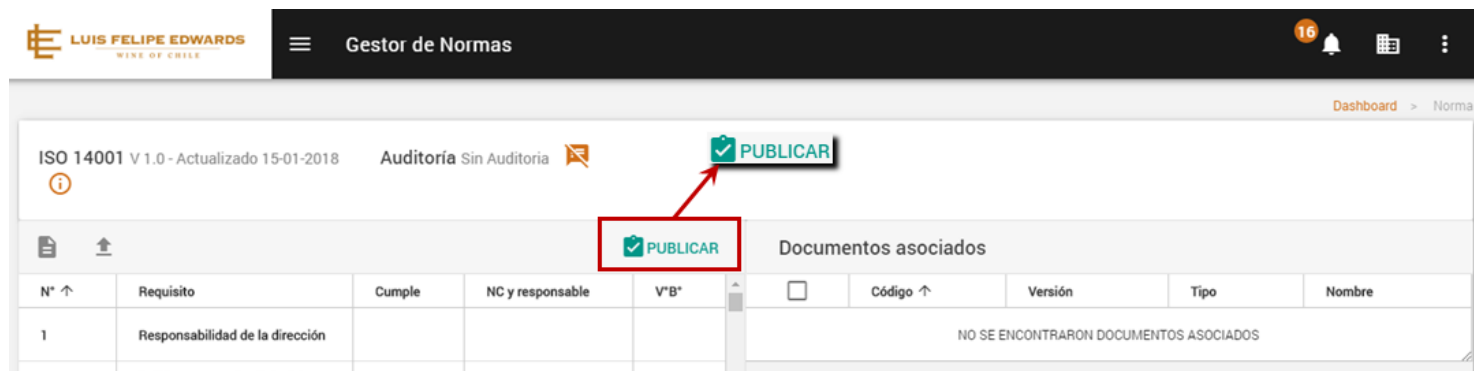 LUIS FELIPE EDWARDS
WINE OF CHILE
Gestor de Normas
16
Dashboard > Norma
ISO 14001 V 1.0 - Actualizado 15-01-2018
Auditoría Sin Auditoria
PUBLICAR
PUBLICAR
Documentos asociados
N° ↑ Requisito Cumple NC y responsable V°B°
Código ↑ Versión Tipo Nombre
1 Responsabilidad de la dirección
NO SE ENCONTRARON DOCUMENTOS ASOCIADOS